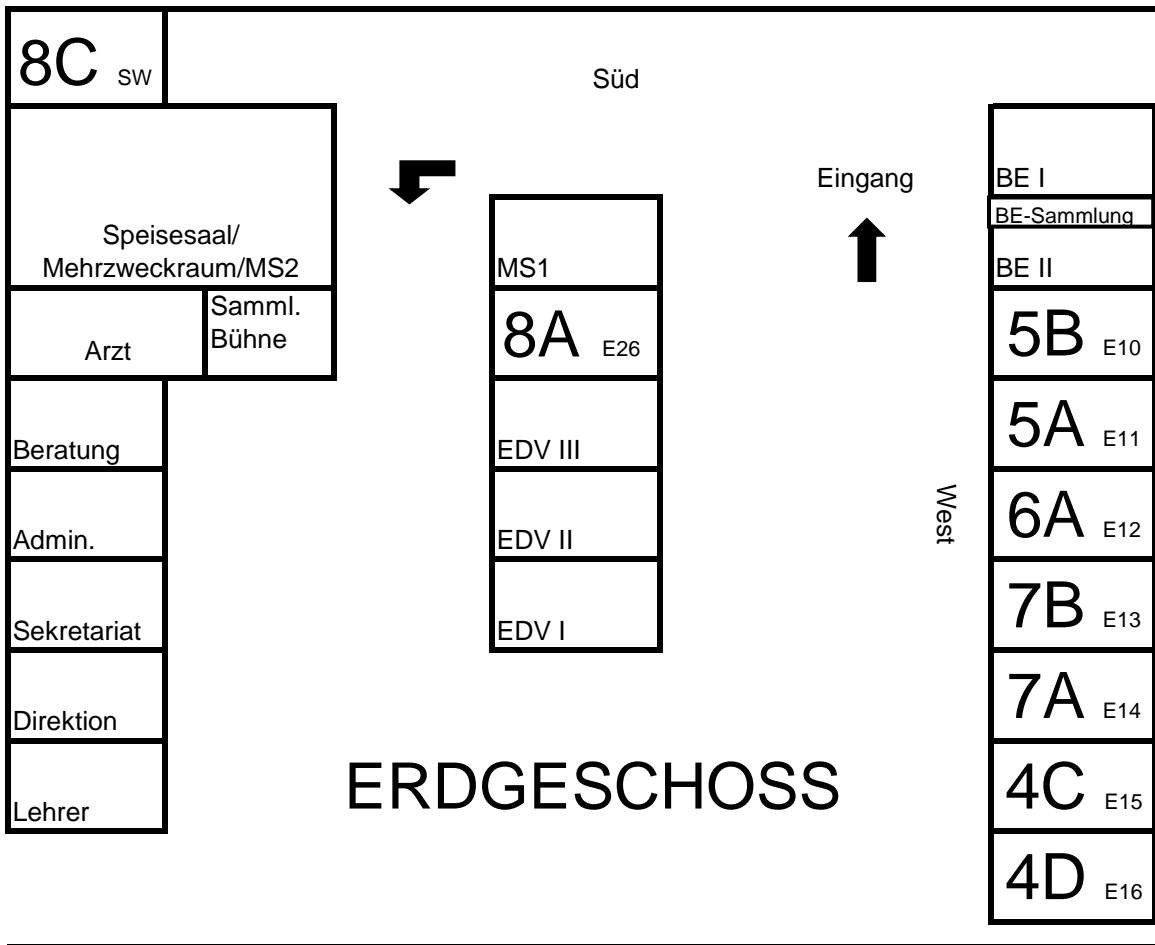 8C SW
Süd
Eingang
BE I
BE-Sammlung
Speisesaal/
Mehrzweckraum/MS2
MS1
BE II
Samml.
Bühne
Arzt
8A E26
5B E10
Beratung
EDV III
5A E11
West
Admin.
EDV II
6A E12
Sekretariat
EDV I
7B E13
Direktion
7A E14
Lehrer
ERDGESCHOSS
4C E15
4D E16